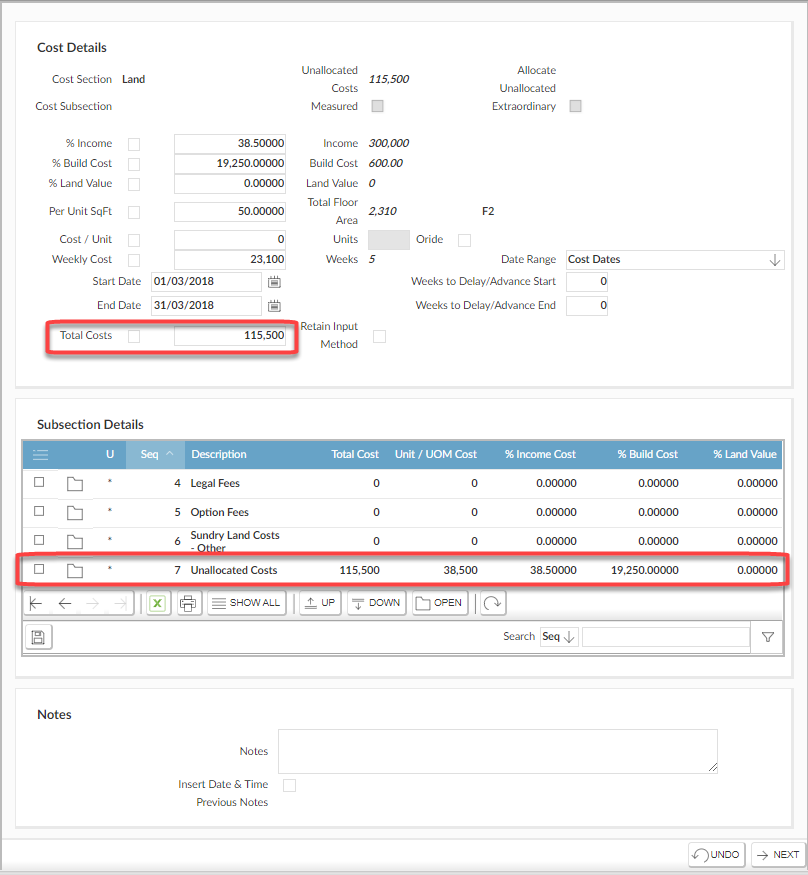 Cost Details
Cost Section Land Unallocated Costs 115,500 Allocate Unallocated
Cost Subsection Measured Extraordinary
% Income 38.50000 Income 300,000
% Build Cost 19,250.00000 Build Cost 600.00
% Land Value 0.00000 Land Value 0
Per Unit SqFt 50.00000 Total Floor Area 2,310 F2
Cost / Unit 0 Units Oride
Weekly Cost 23,100 Weeks 5 Date Range Cost Dates
Start Date 01/03/2018 Weeks to Delay/Advance Start 0
End Date 31/03/2018 Weeks to Delay/Advance End 0
Total Costs 115,500 Retain Input Method
Subsection Details
U Seq Description Total Cost Unit / UOM Cost % Income Cost % Build Cost % Land Value
* 4 Legal Fees 0 0 0.00000 0.00000 0.00000
* 5 Option Fees 0 0 0.00000 0.00000 0.00000
* 6 Sundry Land Costs - Other 0 0 0.00000 0.00000 0.00000
* 7 Unallocated Costs 115,500 38,500 38.50000 19,250.00000 0.00000
X SHOW ALL UP DOWN OPEN
Search Seq
Notes
Notes
Insert Date & Time
Previous Notes
UNDO NEXT